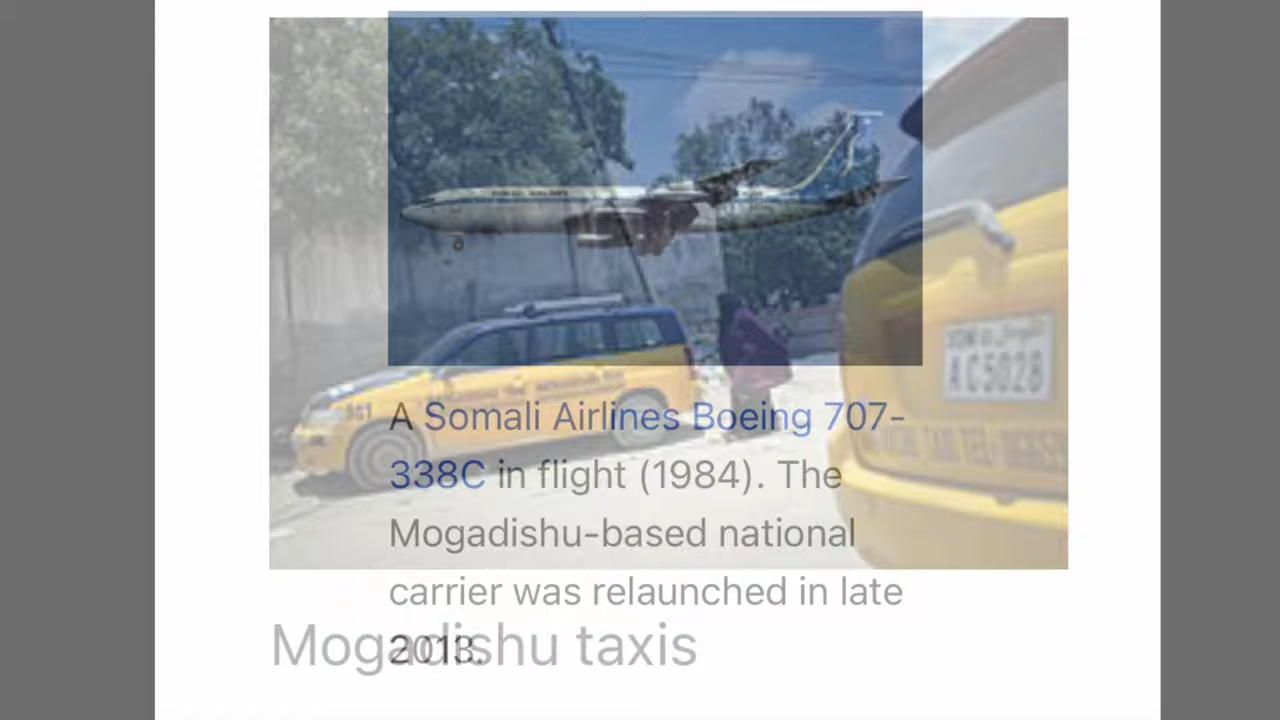 AC5028
A Somali Airlines Boeing 707-
338C in flight (1984). The
Mogadishu-based national
carrier was relaunched in late
2013.
Mogadishu taxis